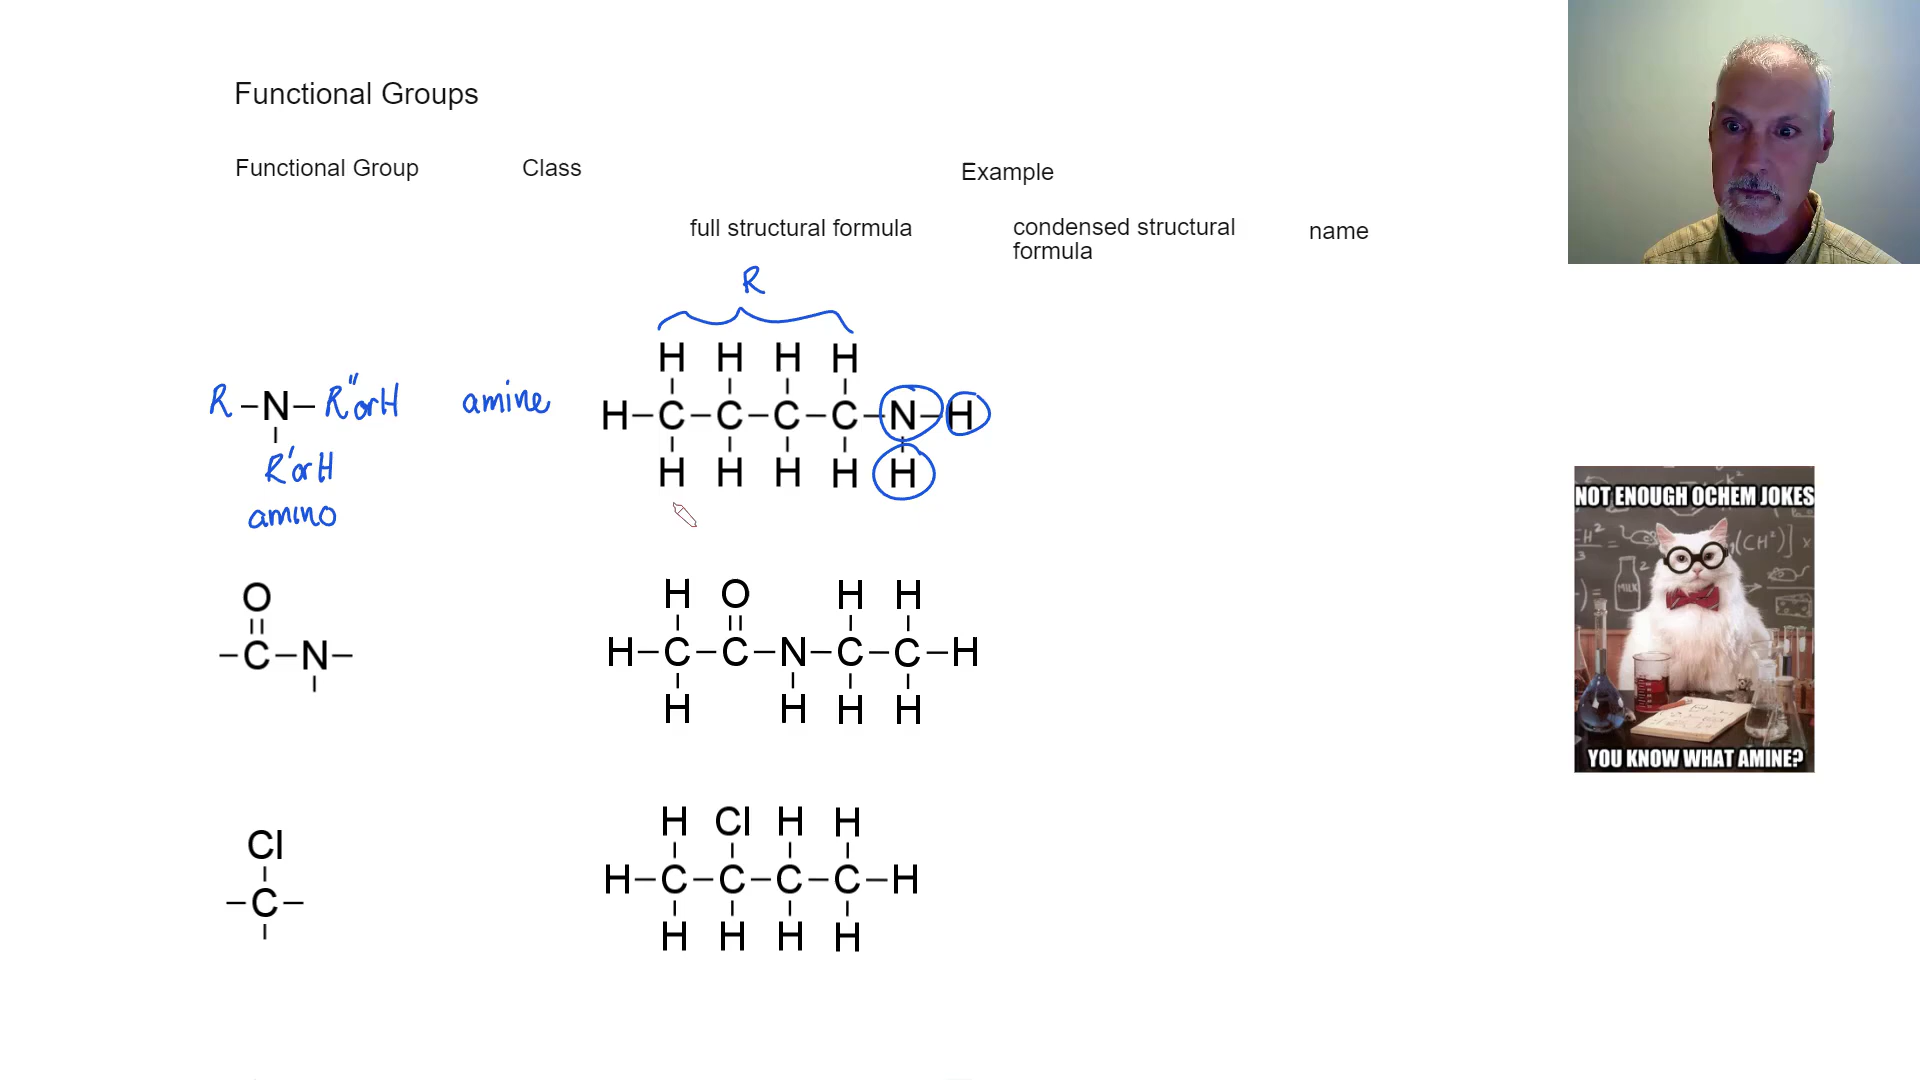 Functional Groups
Functional Group Class Example
full structural formula condensed structural formula name
R
H H H H
R –N– R"or H amine H–C–C–C–C–N–H
R'or H H H H H H
amino
O H O H H
–C–N– H–C–C–N–C–C–H
H H H H
Cl H Cl H H
–C– H–C–C–C–C–H
H H H H
NOT ENOUGH OCHEM JOKES
YOU KNOW WHAT AMINE?